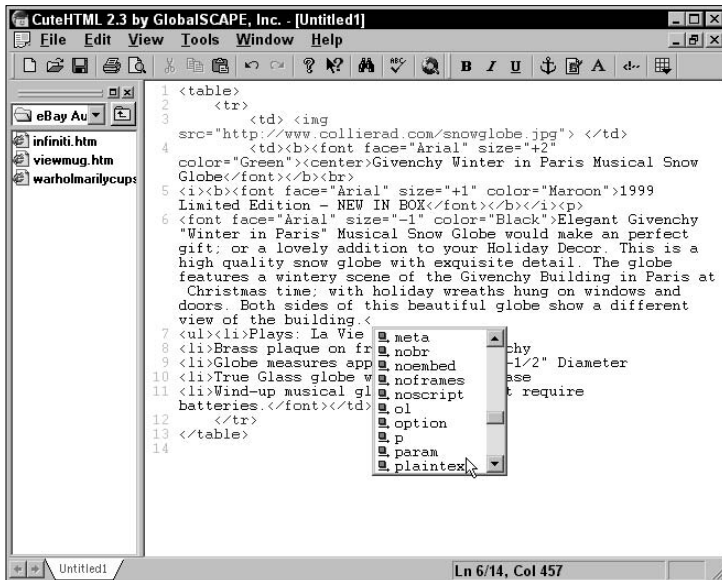 CuteHTML 2.3 by GlobalSCAPE, Inc. - [Untitled1]
File Edit View Tools Window Help
ABC B I U A d--
eBay Au
infiniti.htm
viewmug.htm
warholmarilycups
1 <table>
2 <tr>
3 <td> <img
src="http://www.collierad.com/snowglobe.jpg"> </td>
4 <td><b><font face="Arial" size="+2"
color="Green"><center>Givenchy Winter in Paris Musical Snow
Globe</font></b><br>
5 <i><b><font face="Arial" size="+1" color="Maroon">1999
Limited Edition - NEW IN BOX</font></b></i><p>
6 <font face="Arial" size="-1" color="Black">Elegant Givenchy
"Winter in Paris" Musical Snow Globe would make an perfect
gift; or a lovely addition to your Holiday Decor. This is a
high quality snow globe with exquisite detail. The globe
features a wintery scene of the Givenchy Building in Paris at
Christmas time; with holiday wreaths hung on windows and
doors. Both sides of this beautiful globe show a different
view of the building.<
7 <ul><li>Plays: La Vie
8 <li>Brass plaque on fr chy
9 <li>Globe measures app -1/2" Diameter
10 <li>True Glass globe w ase
11 <li>Wind-up musical gl t require
batteries.</font></td>
12 </tr>
13 </table>
14
meta
nobr
noembed
noframes
noscript
ol
option
p
param
plaintex
Untitled1
Ln 6/14, Col 457